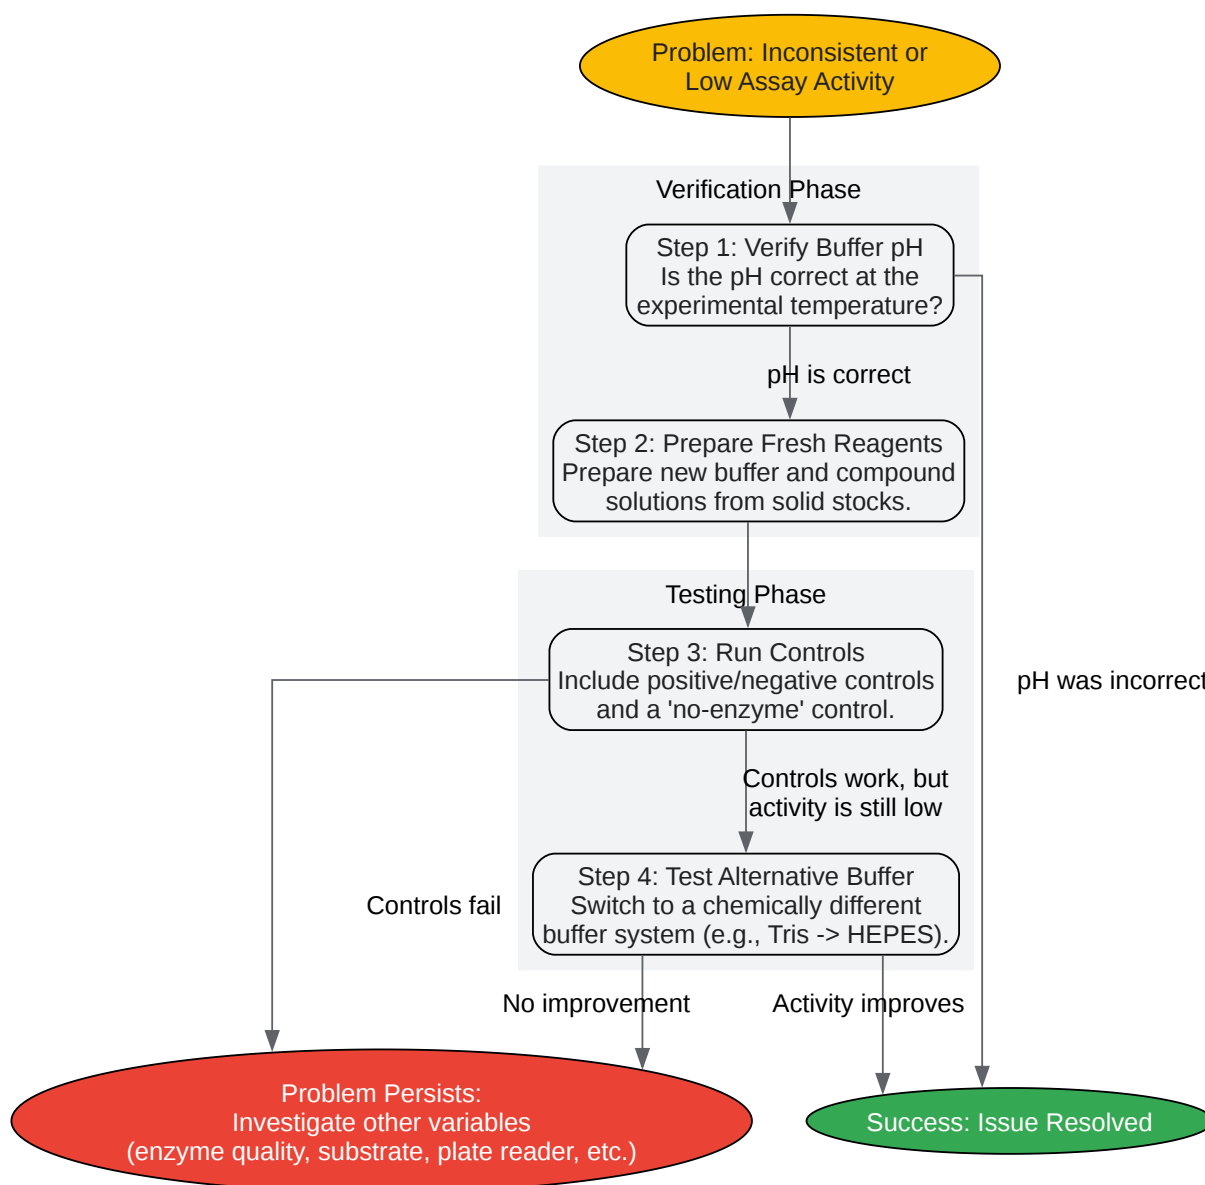 Problem: Inconsistent or
Low Assay Activity
Verification Phase
Step 1: Verify Buffer pH
Is the pH correct at the
experimental temperature?
pH is correct
Step 2: Prepare Fresh Reagents
Prepare new buffer and compound
solutions from solid stocks.
Testing Phase
Step 3: Run Controls
Include positive/negative controls
and a 'no-enzyme' control.
pH was incorrect
Controls work, but
activity is still low
Step 4: Test Alternative Buffer
Switch to a chemically different
buffer system (e.g., Tris -> HEPES).
Controls fail
No improvement
Activity improves
Problem Persists:
Investigate other variables
(enzyme quality, substrate, plate reader, etc.)
Success: Issue Resolved